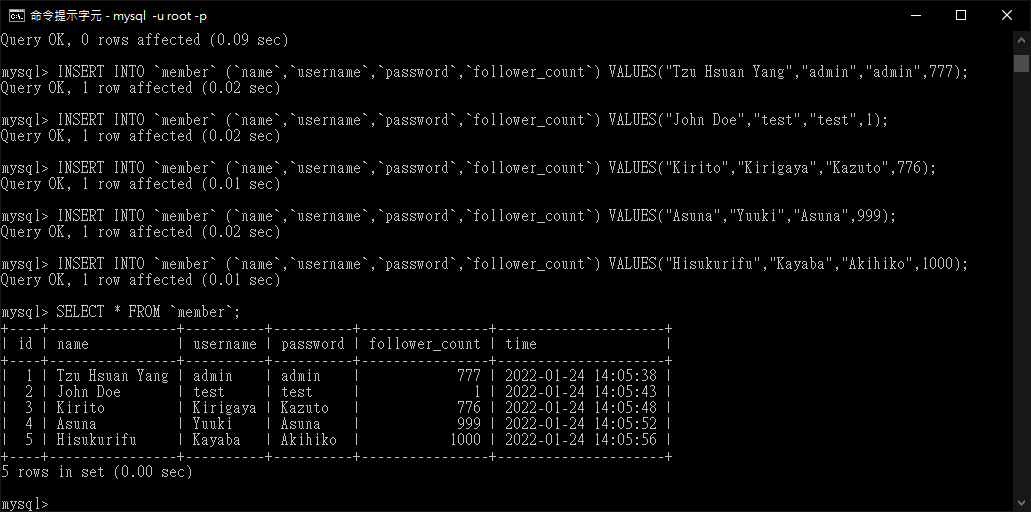 命令提示字元 - mysql  -u root -p
Query OK, 0 rows affected (0.09 sec)
mysql> INSERT INTO `member` (`name`,`username`,`password`,`follower_count`) VALUES("Tzu Hsuan Yang","admin","admin",777);
Query OK, 1 row affected (0.02 sec)
mysql> INSERT INTO `member` (`name`,`username`,`password`,`follower_count`) VALUES("John Doe","test","test",1);
Query OK, 1 row affected (0.02 sec)
mysql> INSERT INTO `member` (`name`,`username`,`password`,`follower_count`) VALUES("Kirito","Kirigaya","Kazuto",776);
Query OK, 1 row affected (0.01 sec)
mysql> INSERT INTO `member` (`name`,`username`,`password`,`follower_count`) VALUES("Asuna","Yuuki","Asuna",999);
Query OK, 1 row affected (0.02 sec)
mysql> INSERT INTO `member` (`name`,`username`,`password`,`follower_count`) VALUES("Hisukurifu","Kayaba","Akihiko",1000);
Query OK, 1 row affected (0.01 sec)
mysql> SELECT * FROM `member`;
+----+----------------+----------+----------+----------------+---------------------+
| id | name           | username | password | follower_count | time                |
+----+----------------+----------+----------+----------------+---------------------+
|  1 | Tzu Hsuan Yang | admin    | admin    |            777 | 2022-01-24 14:05:38 |
|  2 | John Doe       | test     | test     |              1 | 2022-01-24 14:05:43 |
|  3 | Kirito         | Kirigaya | Kazuto   |            776 | 2022-01-24 14:05:48 |
|  4 | Asuna          | Yuuki    | Asuna    |            999 | 2022-01-24 14:05:52 |
|  5 | Hisukurifu     | Kayaba   | Akihiko  |           1000 | 2022-01-24 14:05:56 |
+----+----------------+----------+----------+----------------+---------------------+
5 rows in set (0.00 sec)
mysql>